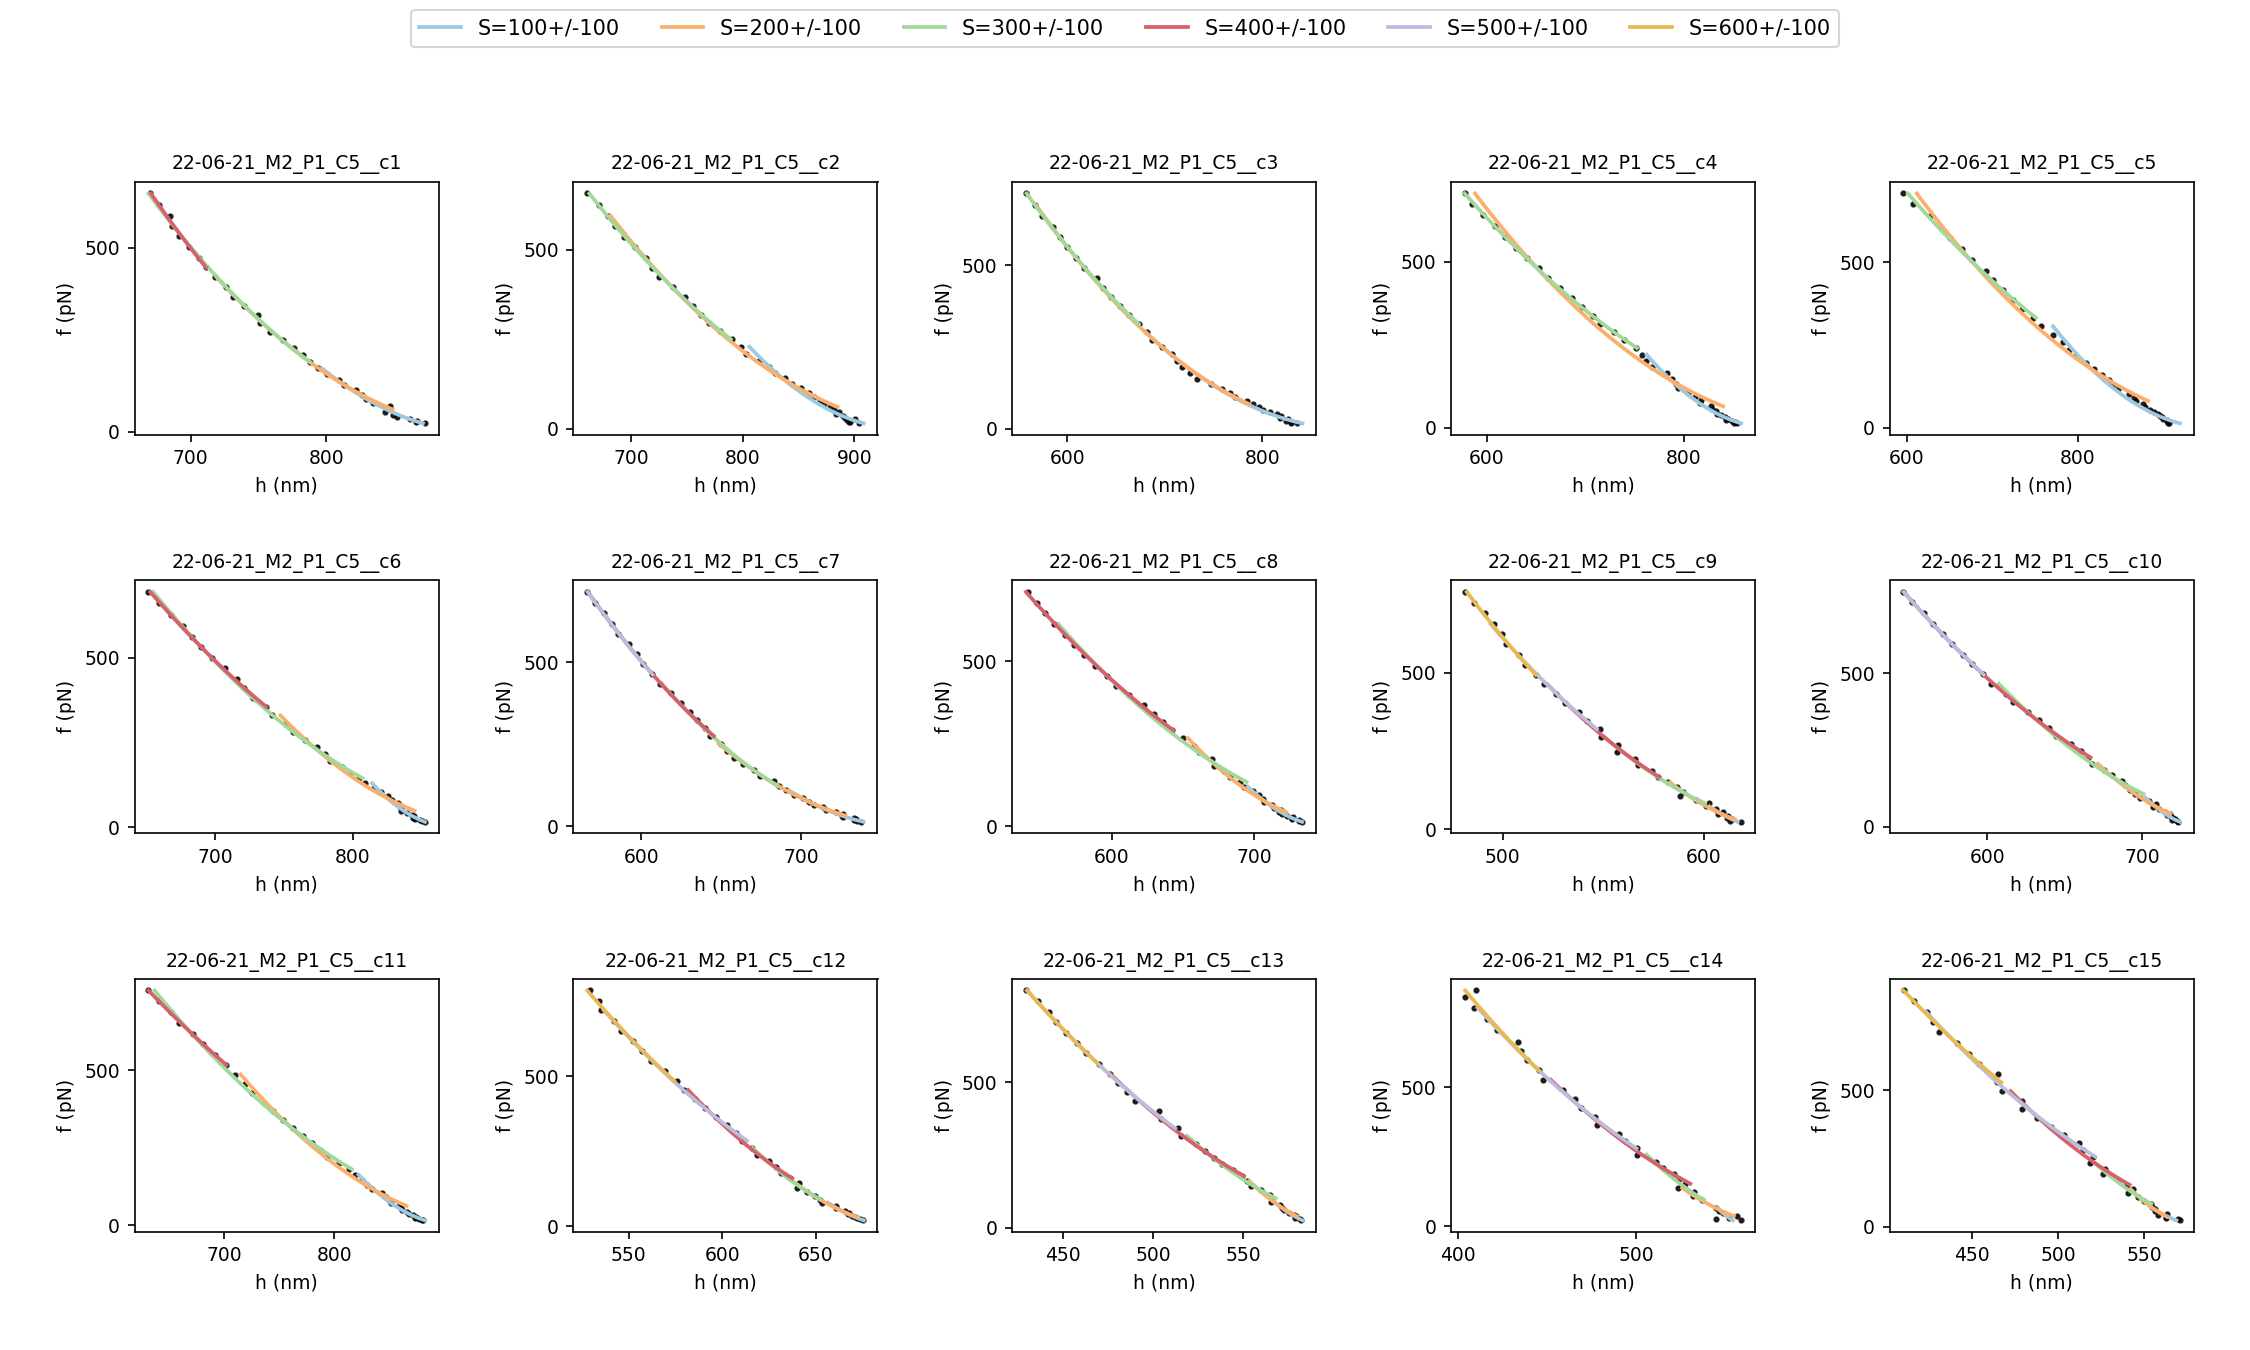 S=100+/-100 S=200+/-100 S=300+/-100 S=400+/-100 S=500+/-100 S=600+/-100
22-06-21_M2_P1_C5__c1
500
0
700 800
f (pN)
h (nm)
22-06-21_M2_P1_C5__c2
500
0
700 800 900
f (pN)
h (nm)
22-06-21_M2_P1_C5__c3
500
0
600 800
f (pN)
h (nm)
22-06-21_M2_P1_C5__c4
500
0
600 800
f (pN)
h (nm)
22-06-21_M2_P1_C5__c5
500
0
600 800
f (pN)
h (nm)
22-06-21_M2_P1_C5__c6
500
0
700 800
f (pN)
h (nm)
22-06-21_M2_P1_C5__c7
500
0
600 700
f (pN)
h (nm)
22-06-21_M2_P1_C5__c8
500
0
600 700
f (pN)
h (nm)
22-06-21_M2_P1_C5__c9
500
0
500 600
f (pN)
h (nm)
22-06-21_M2_P1_C5__c10
500
0
600 700
f (pN)
h (nm)
22-06-21_M2_P1_C5__c11
500
0
700 800
f (pN)
h (nm)
22-06-21_M2_P1_C5__c12
500
0
550 600 650
f (pN)
h (nm)
22-06-21_M2_P1_C5__c13
500
0
450 500 550
f (pN)
h (nm)
22-06-21_M2_P1_C5__c14
500
0
400 500
f (pN)
h (nm)
22-06-21_M2_P1_C5__c15
500
0
450 500 550
f (pN)
h (nm)